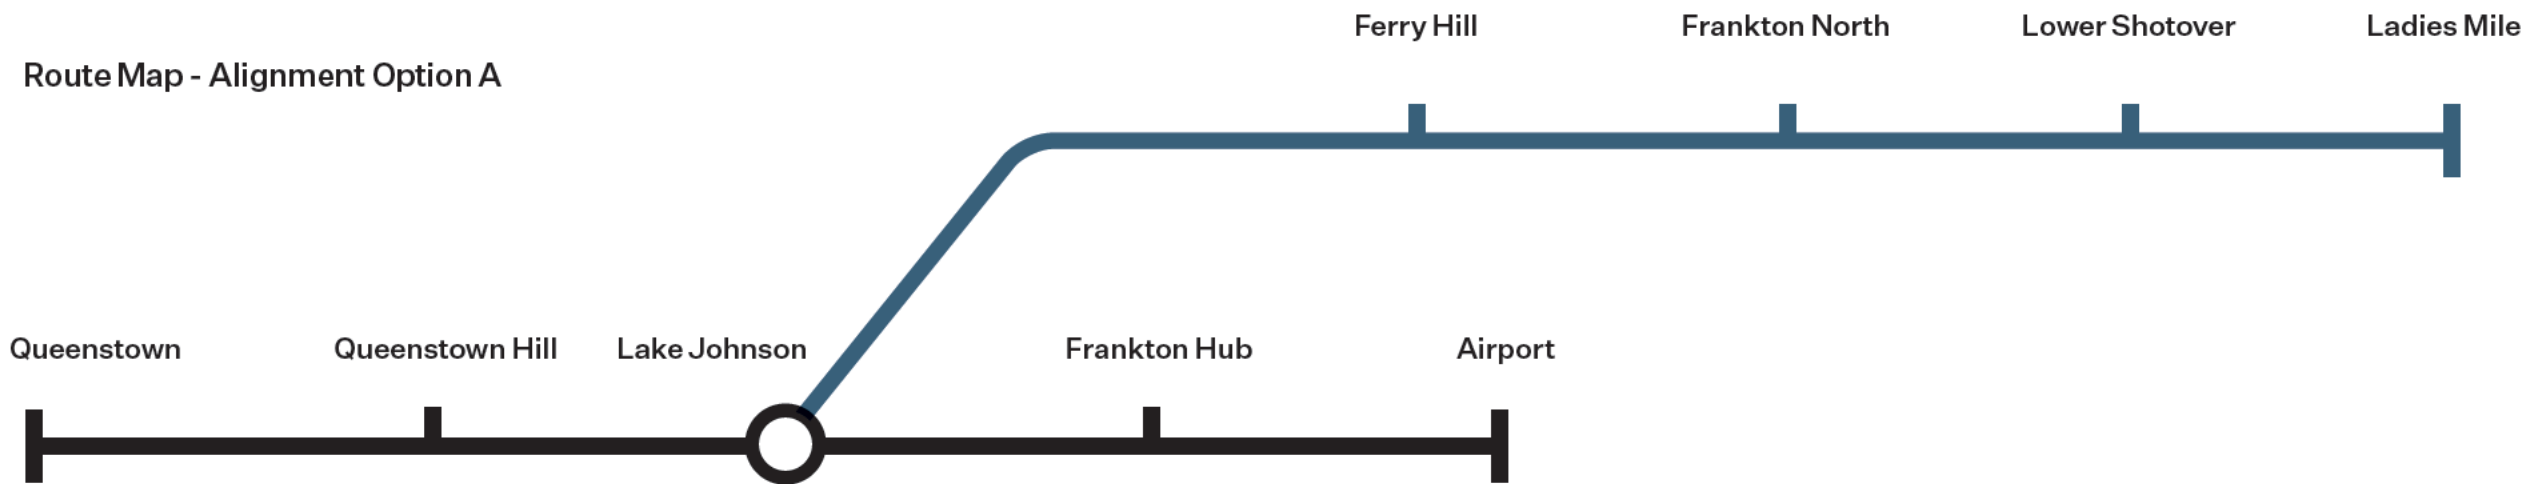 Ferry Hill
Frankton North
Lower Shotover
Ladies Mile
Route Map - Alignment Option A
Queenstown
Queenstown Hill
Lake Johnson
Frankton Hub
Airport